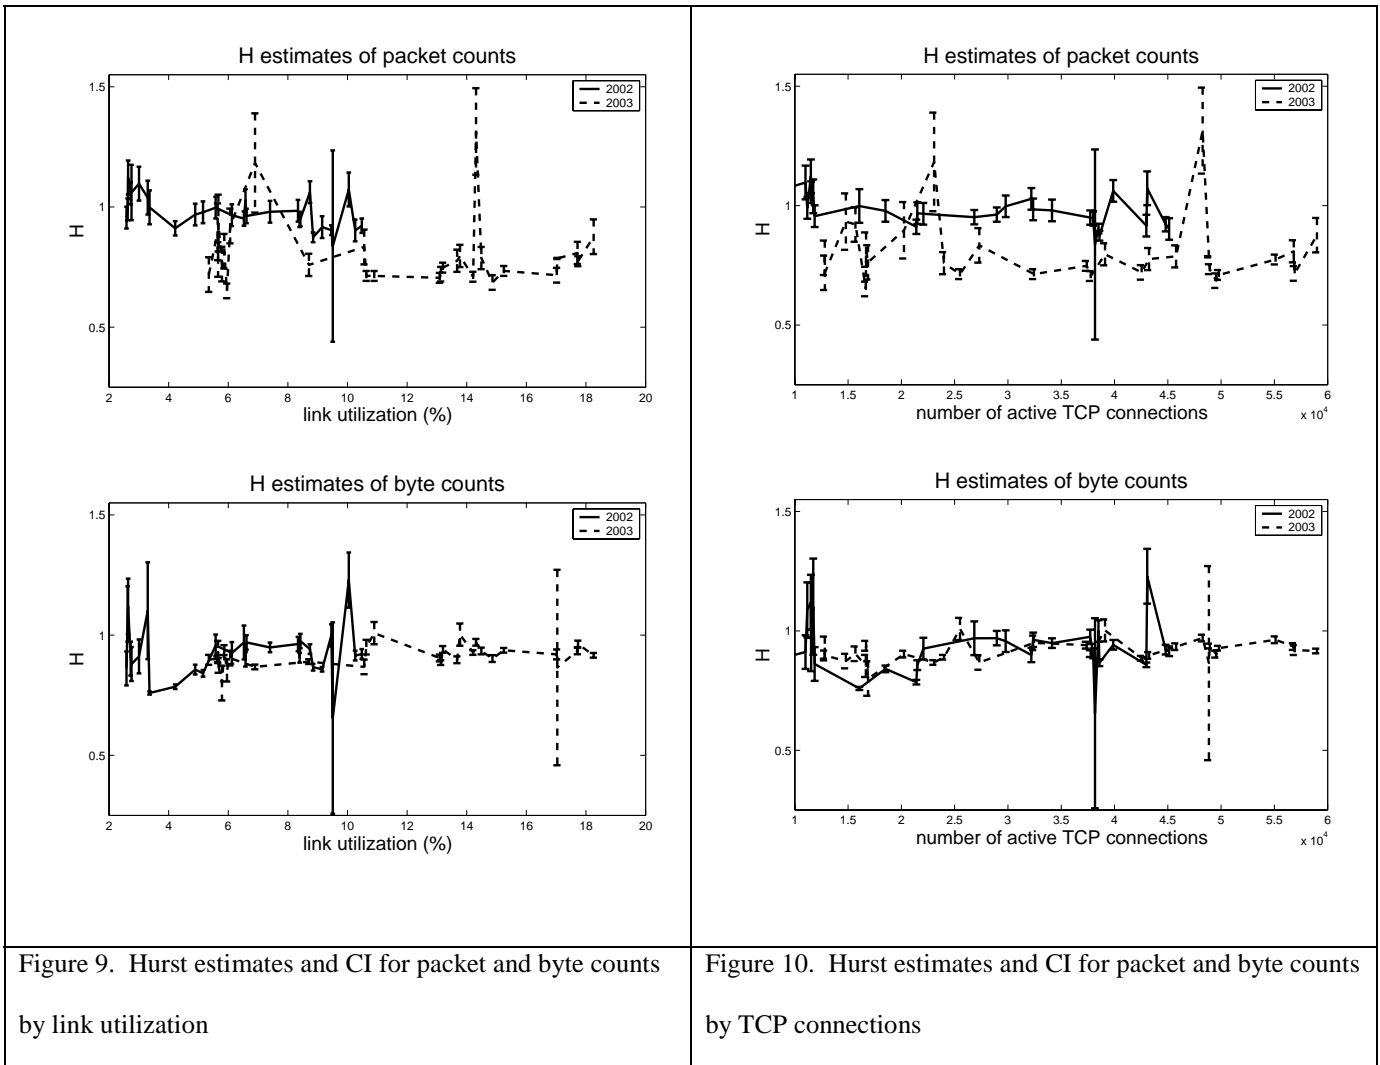 H estimates of packet counts
1.5
1
0.5
H
2002
2003
2 4 6 8 10 12 14 16 18 20
link utilization (%)
H estimates of byte counts
1.5
1
0.5
H
2002
2003
2 4 6 8 10 12 14 16 18 20
link utilization (%)
Figure 9. Hurst estimates and CI for packet and byte counts
by link utilization
H estimates of packet counts
1.5
1
0.5
H
2002
2003
1 1.5 2 2.5 3 3.5 4 4.5 5 5.5 6
number of active TCP connections
x 10^4
H estimates of byte counts
1.5
1
0.5
H
2002
2003
1 1.5 2 2.5 3 3.5 4 4.5 5 5.5 6
number of active TCP connections
x 10^4
Figure 10. Hurst estimates and CI for packet and byte counts
by TCP connections